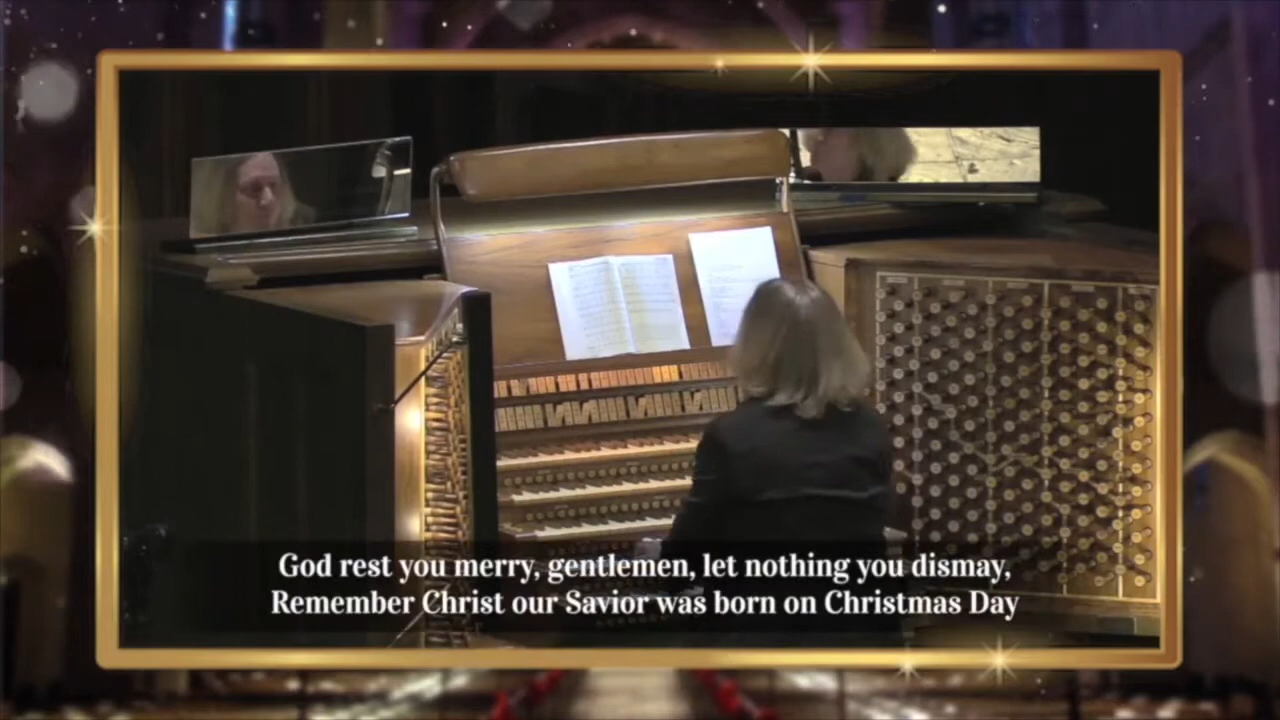 God rest you merry, gentlemen, let nothing you dismay,
Remember Christ our Savior was born on Christmas Day